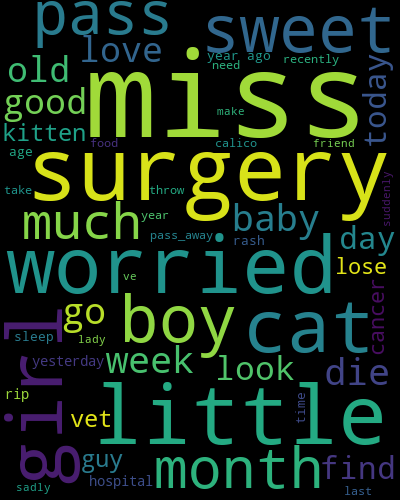 pass sweet
love year ago recently
need
old miss today
good make
kitten food calico friend
age surgery
take throw suddenly
much year baby
pass_away rash day
worried lose
ve
go boy cat cancer
sleep lady
yesterday week look die
girl
rip little time
vet
guy month find
hospital
sadly last